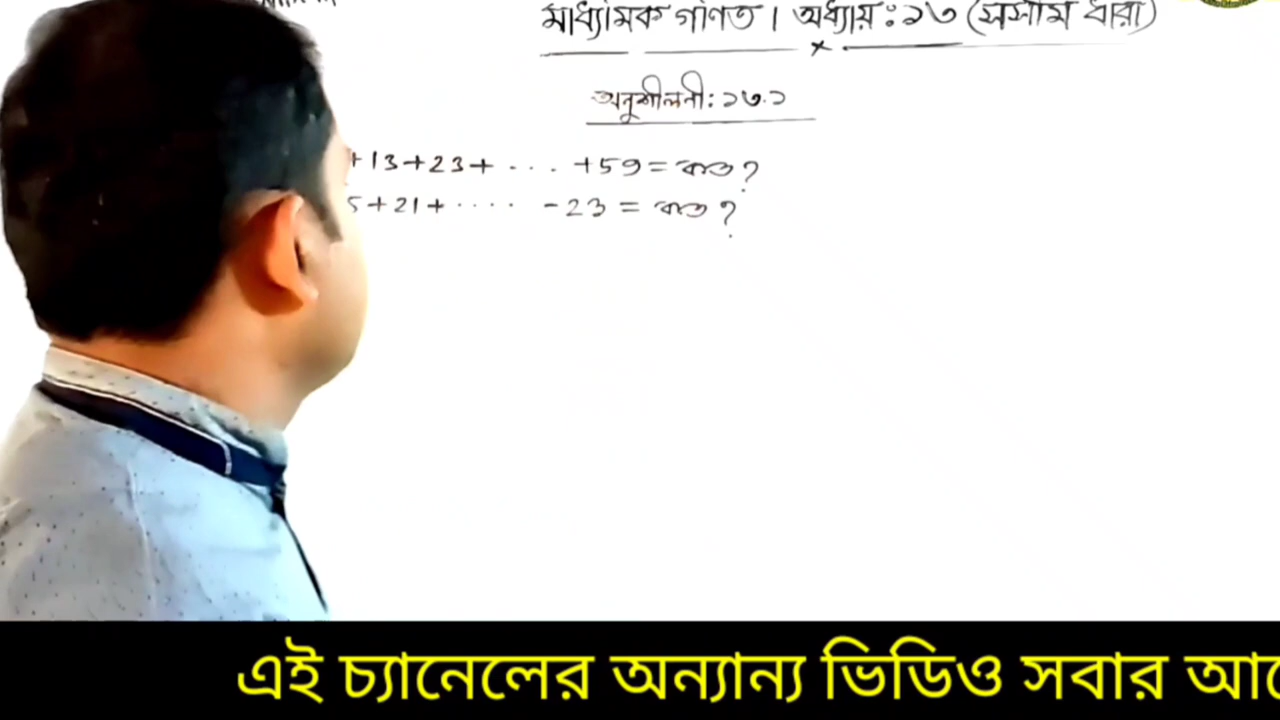 মাধ্যমিক গণিত। অধ্যায়ঃ১৩ (সসীম ধারা)
অনুশীলনীঃ১৩.১
+13+23+ . . . +59= কত?
5+21+ ····· -23 = কত?
এই চ্যানেলের অন্যান্য ভিডিও সবার